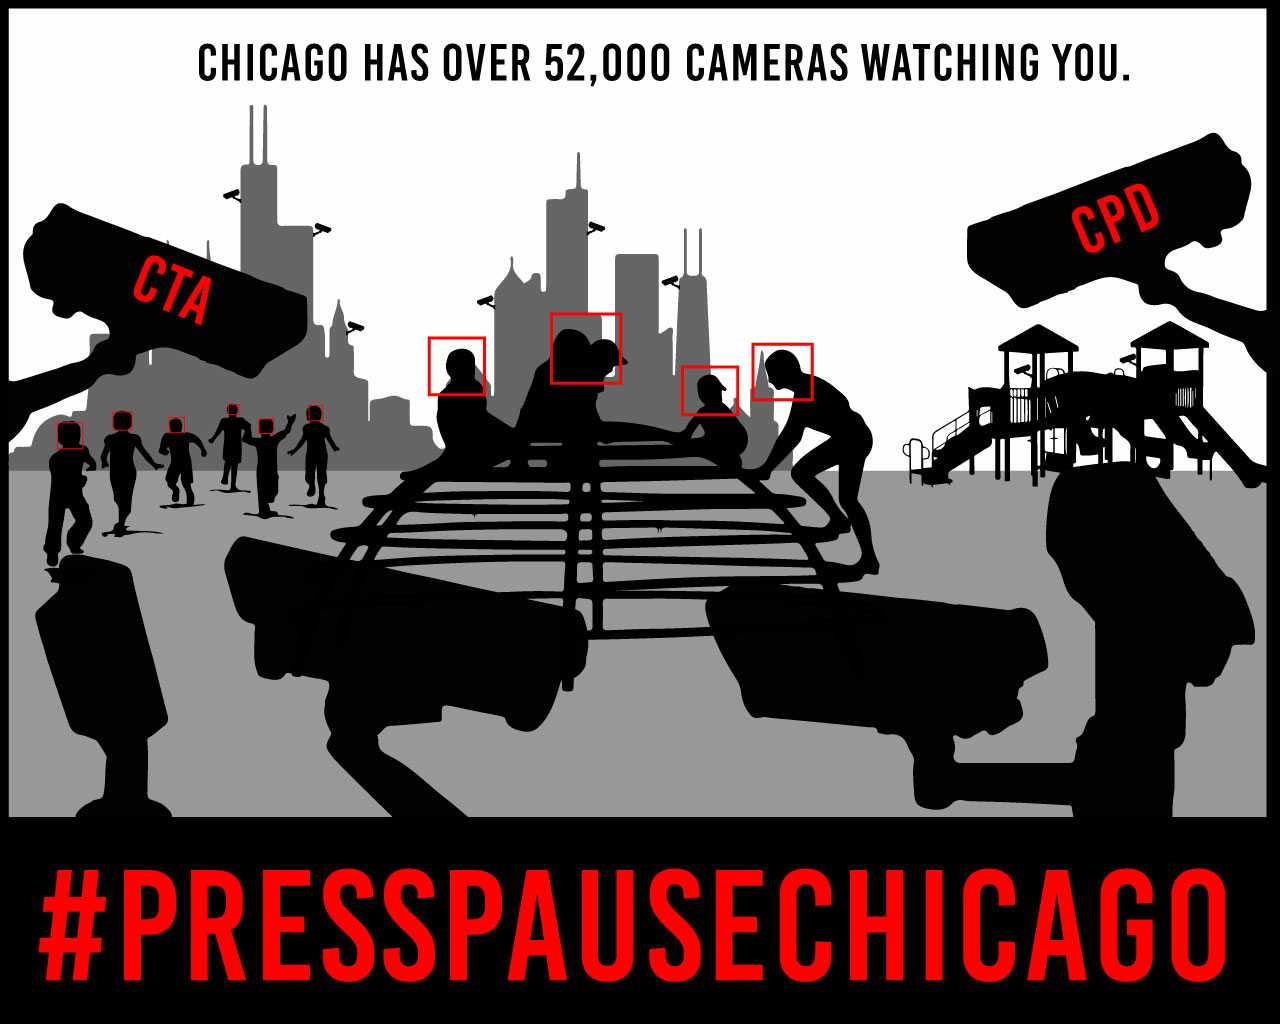 CHICAGO HAS OVER 52,000 CAMERAS WATCHING YOU.
CTA
CPD
#PRESSPAUSECHICAGO